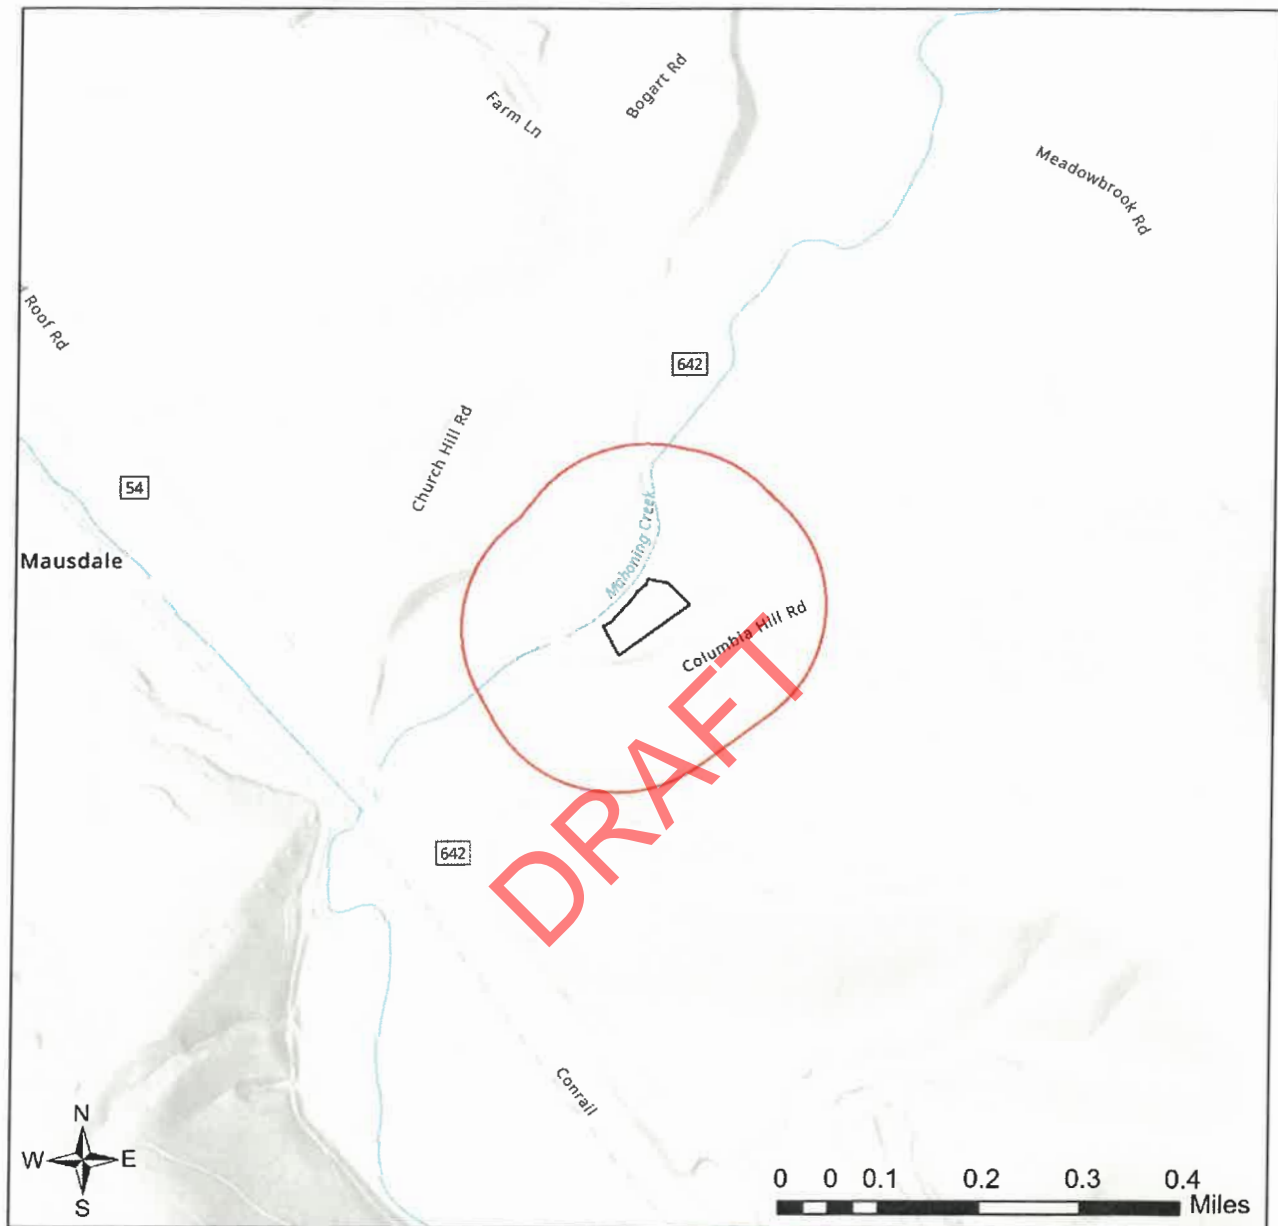 Bogart Rd
Farm Ln
Meadowbrook Rd
Roof Rd
642
Church Hill Rd
54
Mahoning Creek
Mausdale
Columbia Hill Rd
DRAFT
642
Conrail
N
W E
S
0 0 0.1 0.2 0.3 0.4
Miles